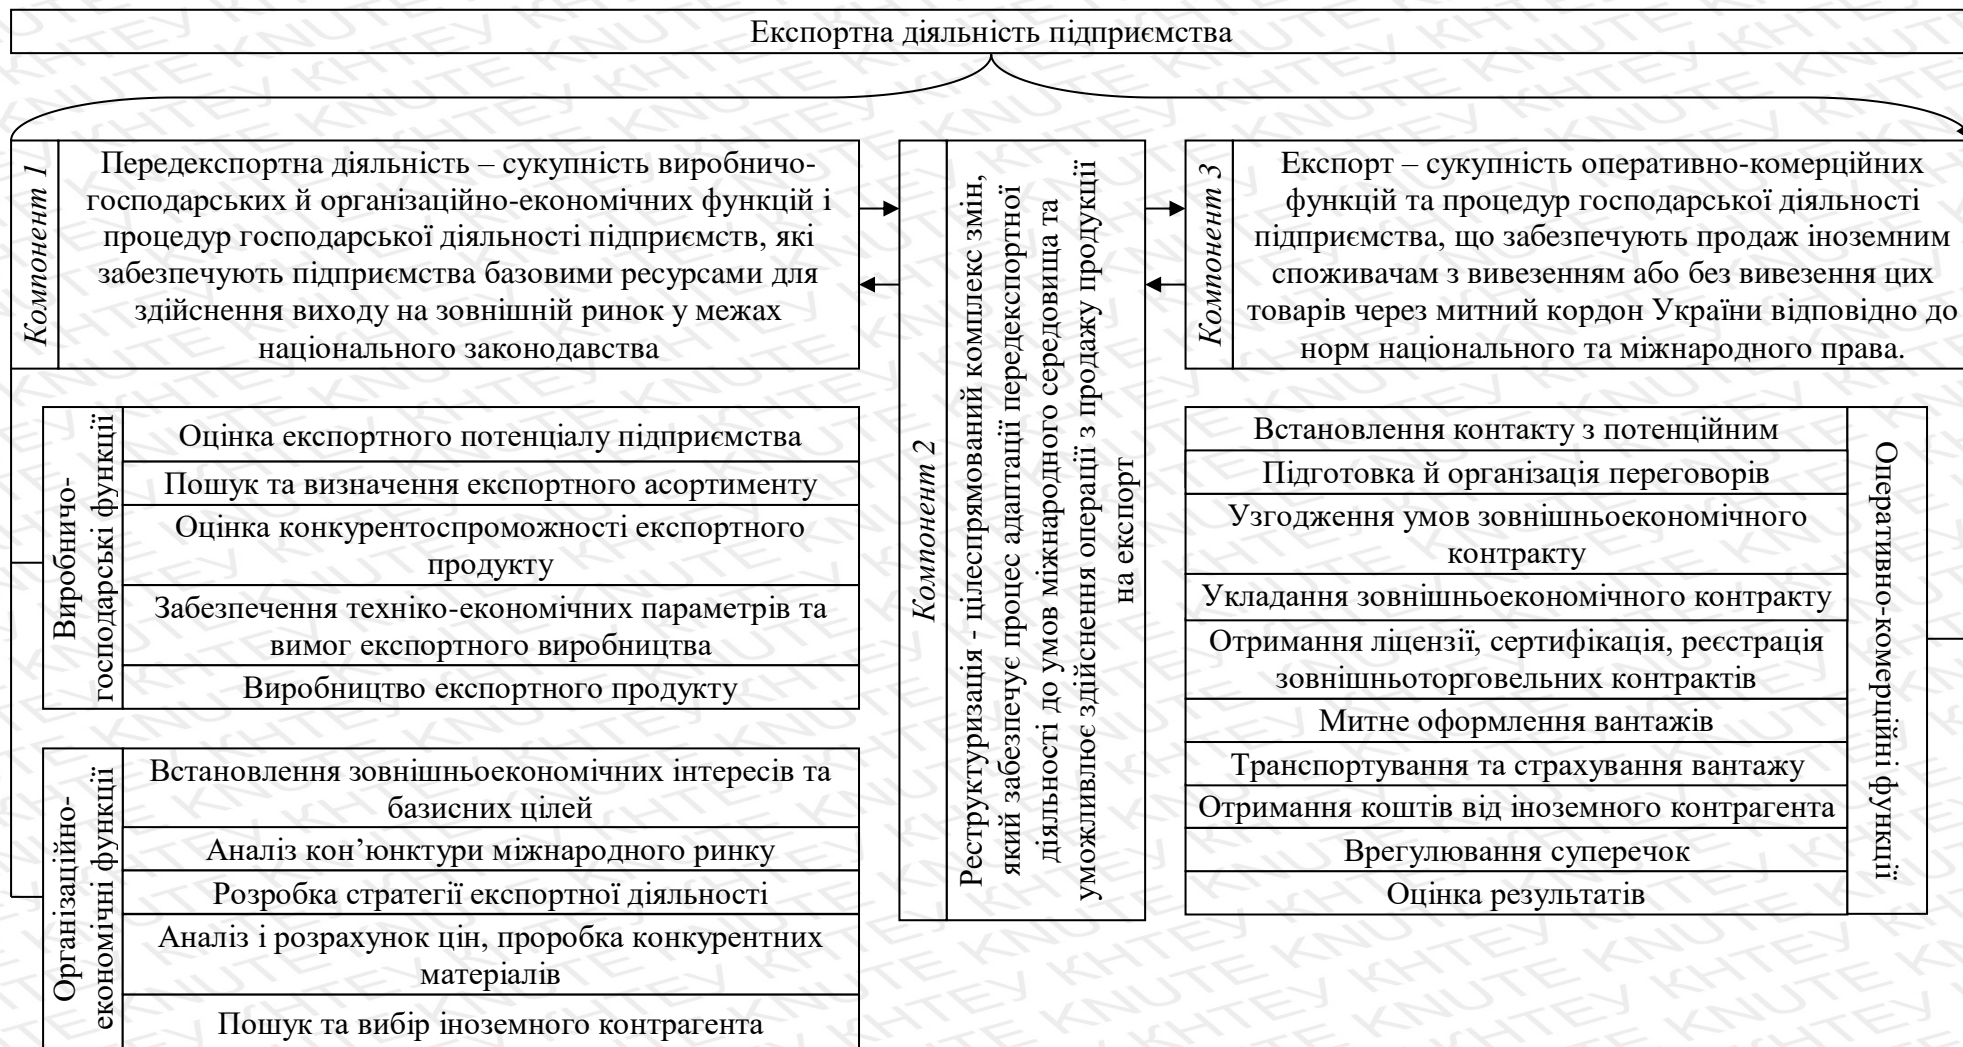 Експортна діяльність підприємства
Компонент 1
Передекспортна діяльність – сукупність виробничо-
господарських й організаційно-економічних функцій і
процедур господарської діяльності підприємств, які
забезпечують підприємства базовими ресурсами для
здійснення виходу на зовнішній ринок у межах
національного законодавства
Виробничо-
господарські функції
Оцінка експортного потенціалу підприємства
Пошук та визначення експортного асортименту
Оцінка конкурентоспроможності експортного
продукту
Забезпечення техніко-економічних параметрів та
вимог експортного виробництва
Виробництво експортного продукту
Організаційно-
економічні функції
Встановлення зовнішньоекономічних інтересів та
базисних цілей
Аналіз кон’юнктури міжнародного ринку
Розробка стратегії експортної діяльності
Аналіз і розрахунок цін, проробка конкурентних
матеріалів
Пошук та вибір іноземного контрагента
Компонент 2
Реструктуризація - цілеспрямований комплекс змін,
який забезпечує процес адаптації передекспортної
діяльності до умов міжнародного середовища та
уможливлює здійснення операції з продажу продукції
на експорт
Компонент 3
Експорт – сукупність оперативно-комерційних
функцій та процедур господарської діяльності
підприємства, що забезпечують продаж іноземним
споживачам з вивезенням або без вивезення цих
товарів через митний кордон України відповідно до
норм національного та міжнародного права.
Встановлення контакту з потенційним
Підготовка й організація переговорів
Узгодження умов зовнішньоекономічного
контракту
Укладання зовнішньоекономічного контракту
Отримання ліцензії, сертифікація, реєстрація
зовнішньоторговельних контрактів
Митне оформлення вантажів
Транспортування та страхування вантажу
Отримання коштів від іноземного контрагента
Врегулювання суперечок
Оцінка результатів
Оперативно-комерційні функції